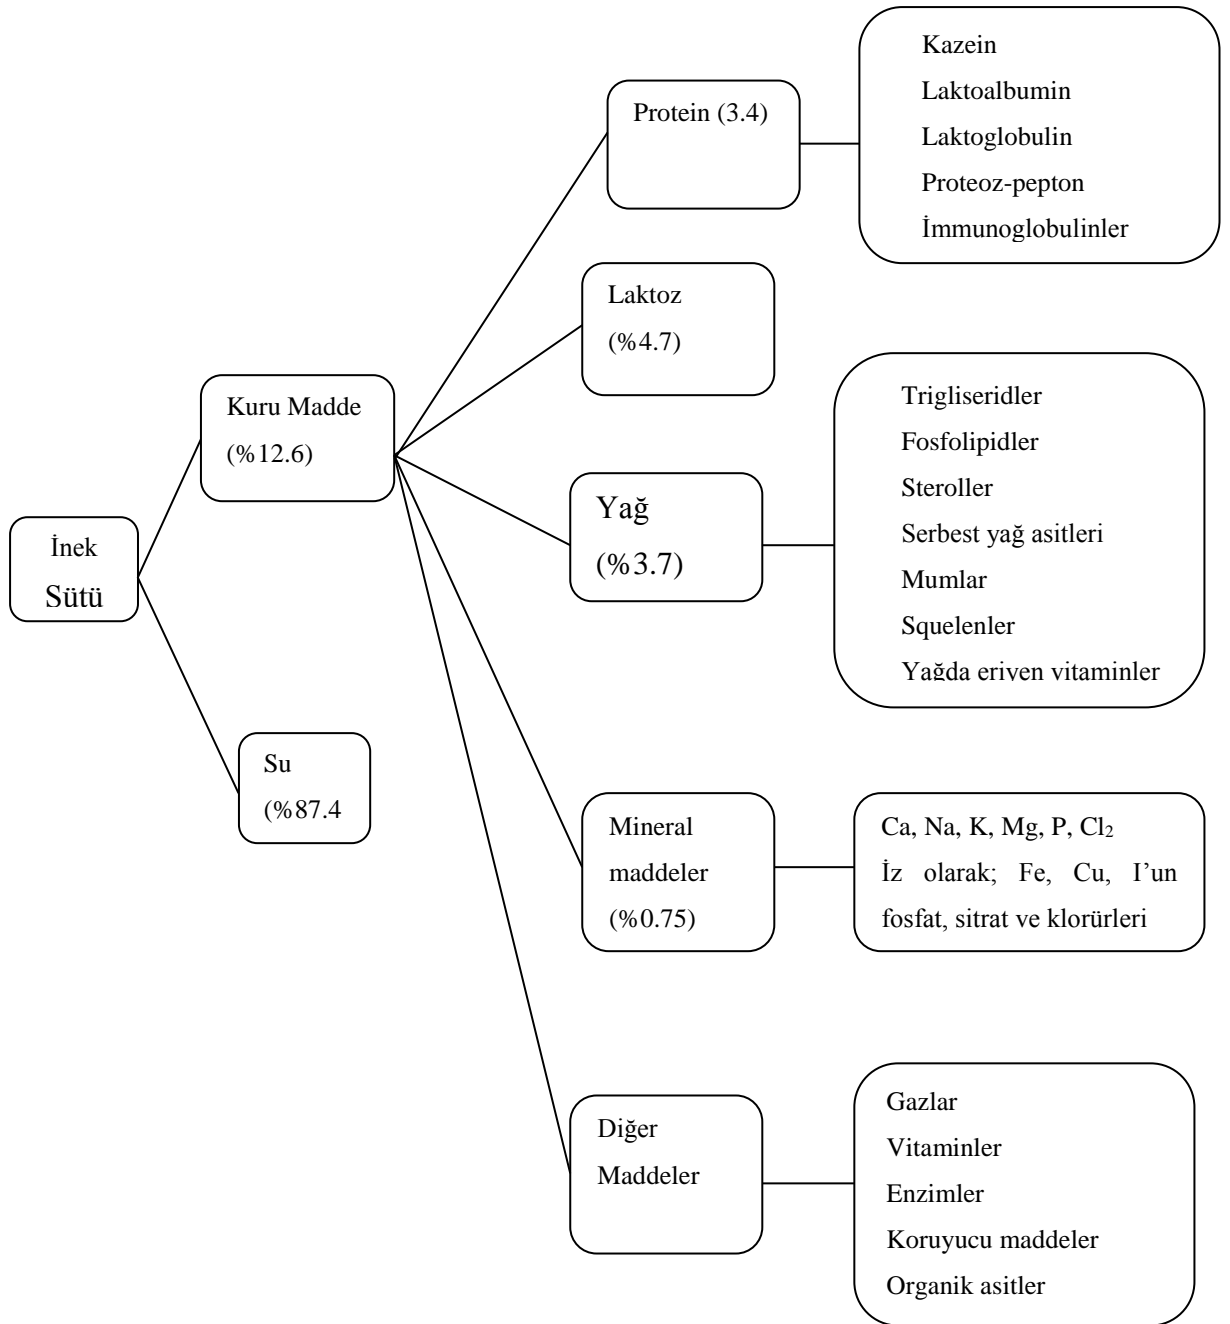 İnek
Sütü
Kuru Madde
(%12.6)
Su
(%87.4
Protein (3.4)
Kazein
Laktoalbumin
Laktoglobulin
Proteoz-pepton
İmmunoglobulinler
Laktoz
(%4.7)
Yağ
(%3.7)
Trigliseridler
Fosfolipidler
Steroller
Serbest yağ asitleri
Mumlar
Squelenler
Yağda eriyen vitaminler
Mineral
maddeler
(%0.75)
Ca, Na, K, Mg, P, Cl₂
İz olarak; Fe, Cu, I’un
fosfat, sitrat ve klorürleri
Diğer
Maddeler
Gazlar
Vitaminler
Enzimler
Koruyucu maddeler
Organik asitler